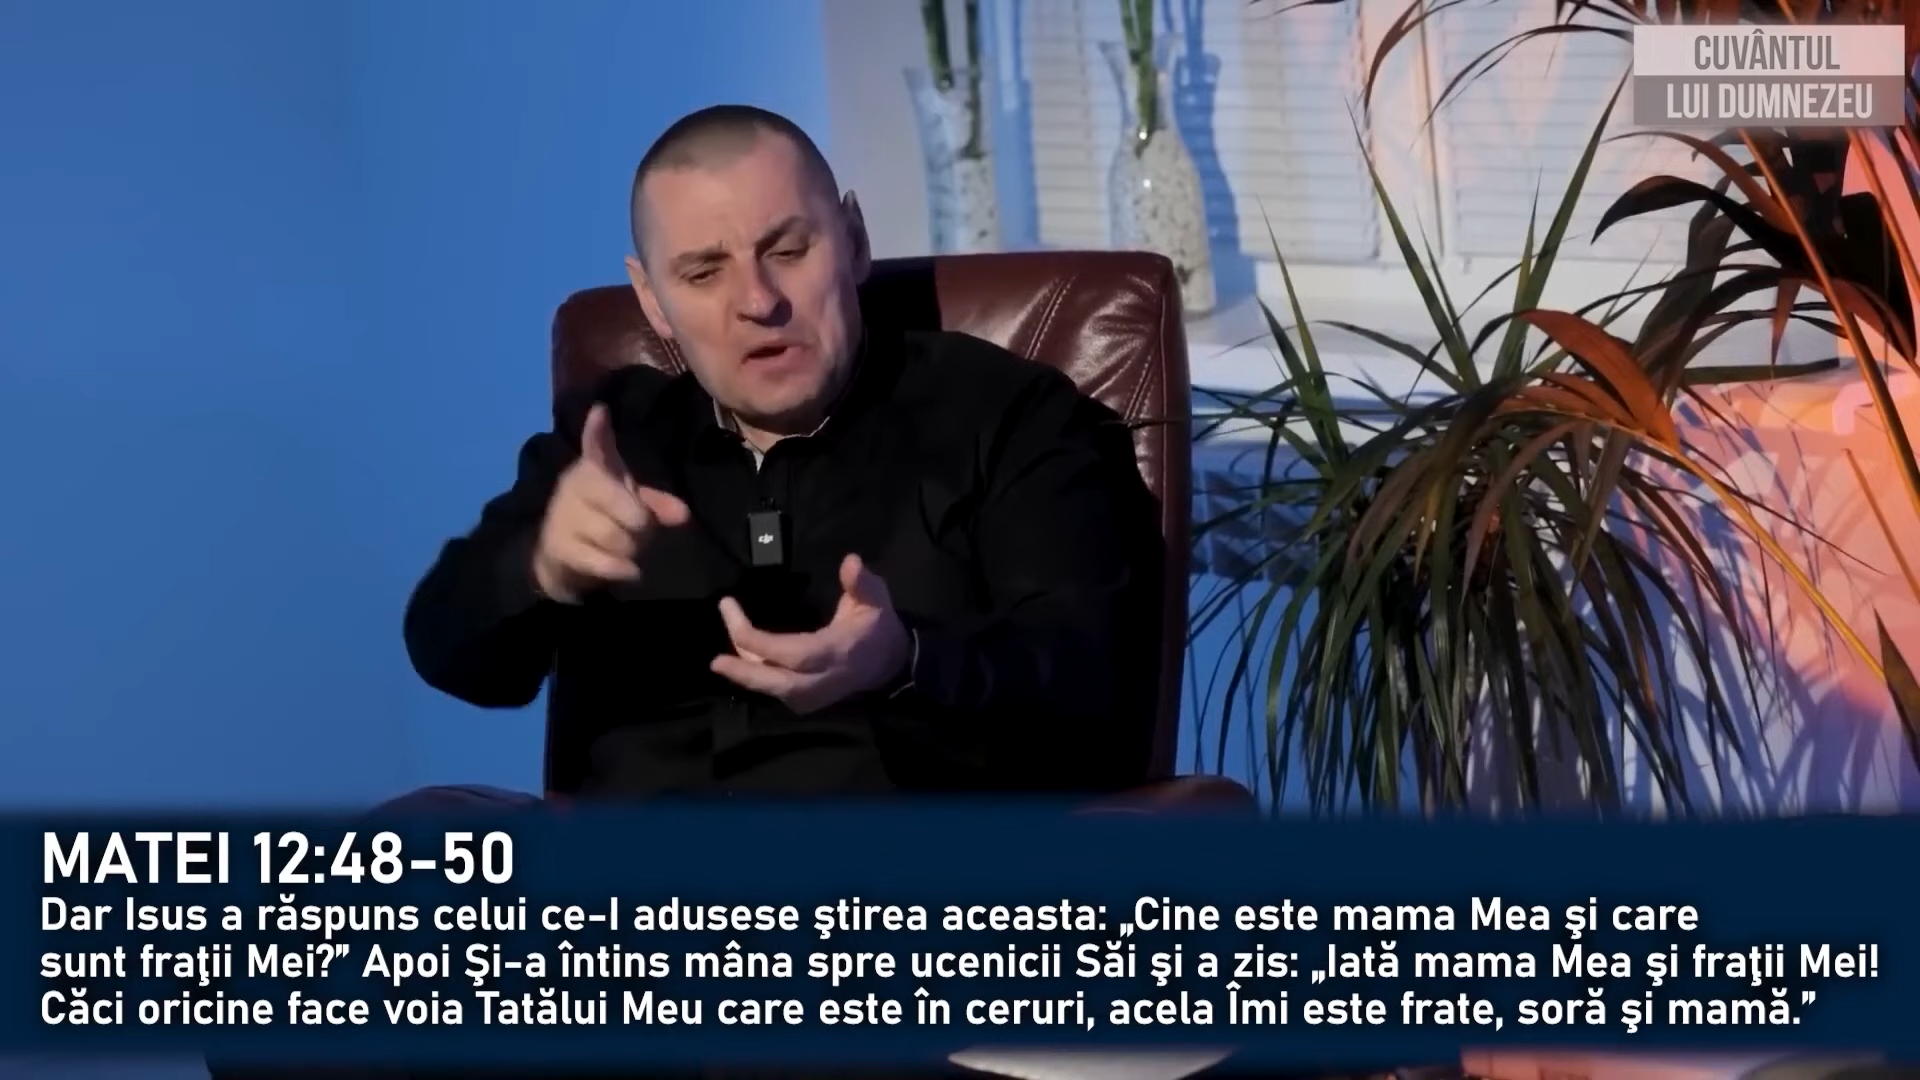 CUVÂNTUL
LUI DUMNEZEU
dji
MATEI 12:48-50
Dar Isus a răspuns celui ce-I adusese ştirea aceasta: „Cine este mama Mea şi care
sunt fraţii Mei?” Apoi Şi-a întins mâna spre ucenicii Săi şi a zis: „Iată mama Mea şi fraţii Mei!
Căci oricine face voia Tatălui Meu care este în ceruri, acela Îmi este frate, soră şi mamă.”